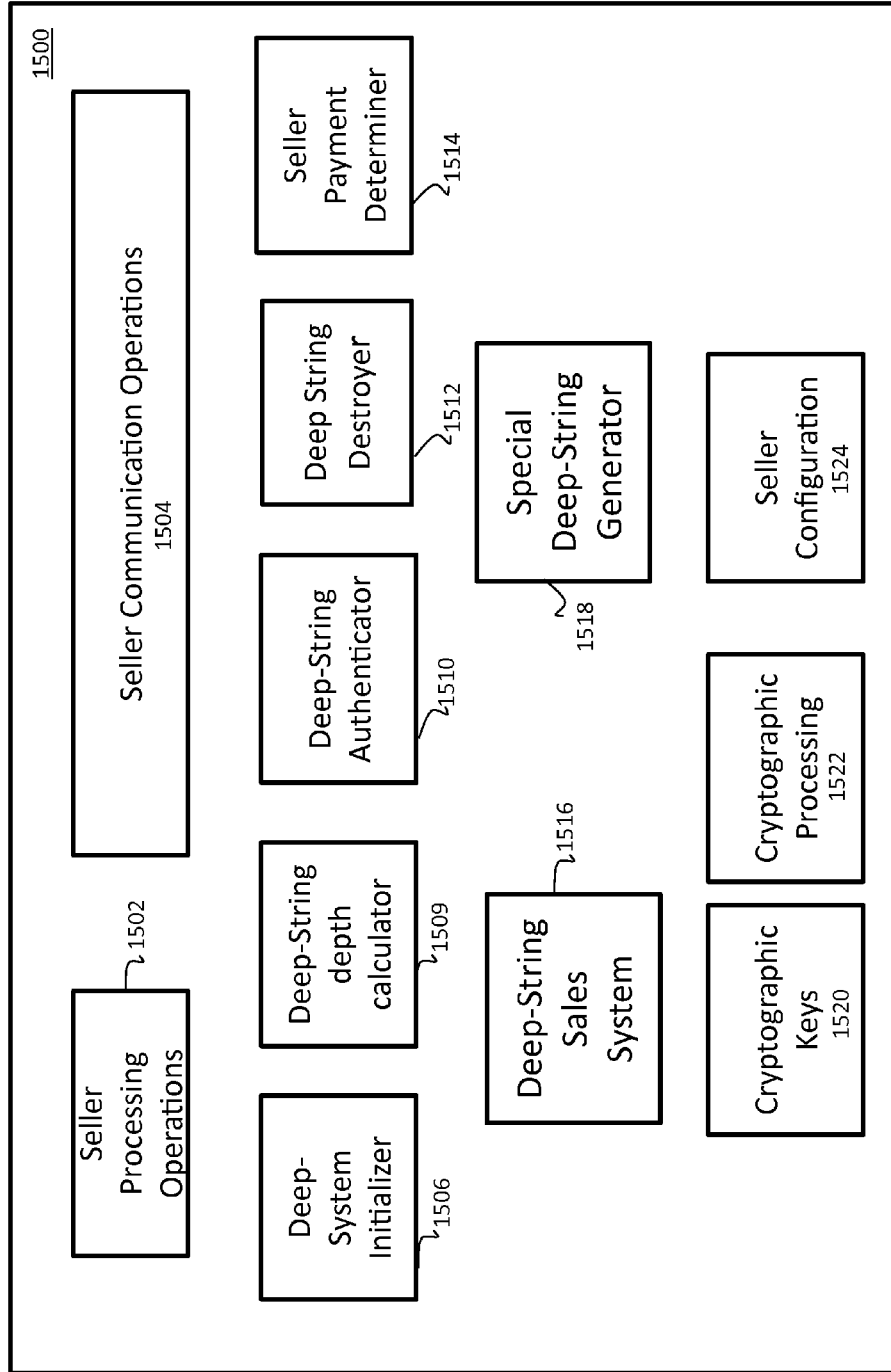 1500
Seller
Processing
Operations
1502
Seller Communication Operations
1504
Deep-
System
Initializer
1506
Deep-String
depth
calculator
1509
Deep-String
Authenticator
1510
Deep String
Destroyer
1512
Seller
Payment
Determiner
1514
Deep-String
Sales
System
1516
Special
Deep-String
Generator
1518
Cryptographic
Keys
1520
Cryptographic
Processing
1522
Seller
Configuration
1524